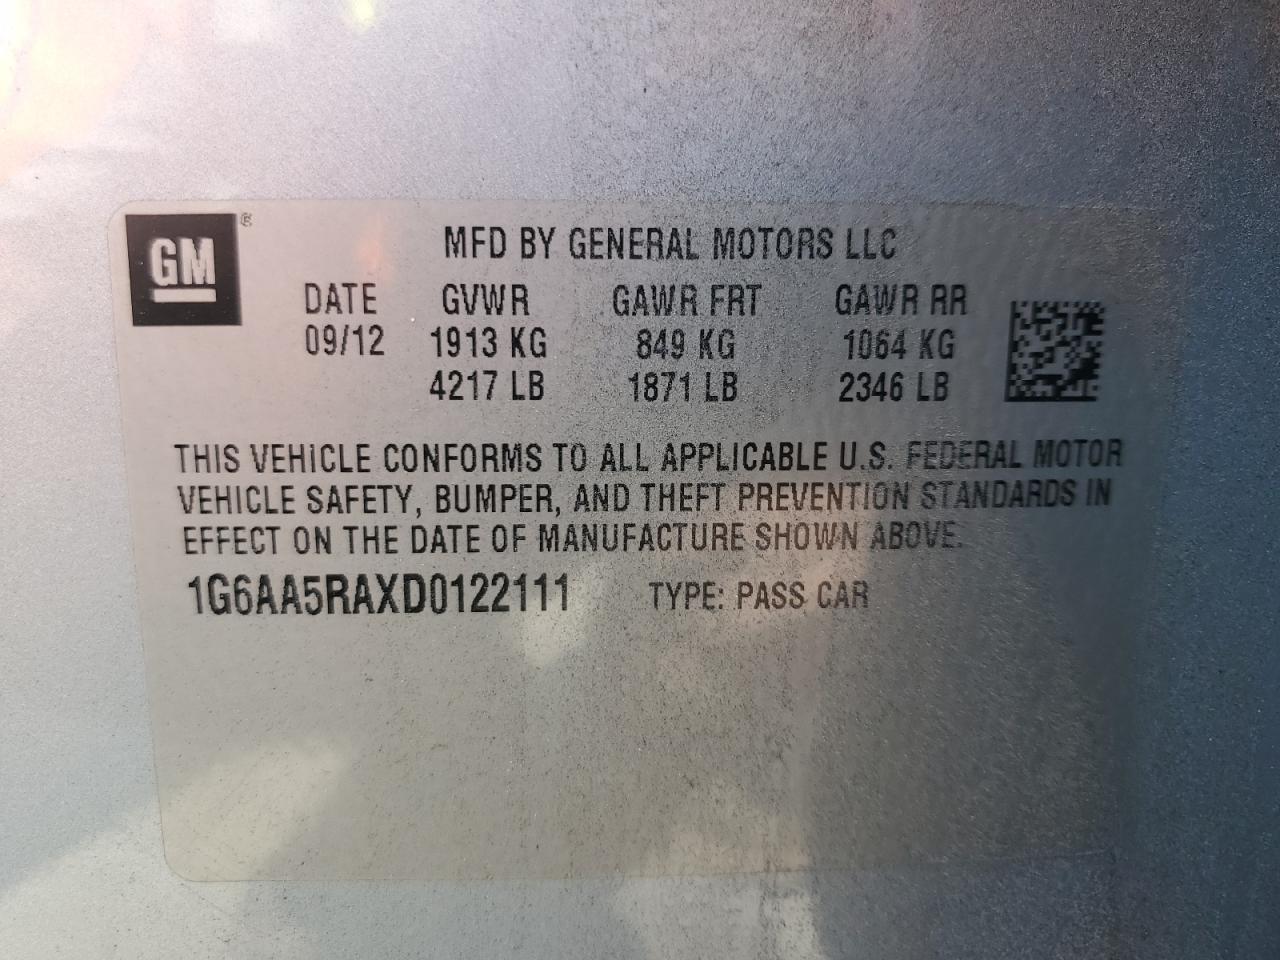 GM ®
MFD BY GENERAL MOTORS LLC
DATE GVWR GAWR FRT GAWR RR
09/12 1913 KG 849 KG 1064 KG
4217 LB 1871 LB 2346 LB
THIS VEHICLE CONFORMS TO ALL APPLICABLE U.S. FEDERAL MOTOR
VEHICLE SAFETY, BUMPER, AND THEFT PREVENTION STANDARDS IN
EFFECT ON THE DATE OF MANUFACTURE SHOWN ABOVE.
1G6AA5RAXD0122111 TYPE: PASS CAR